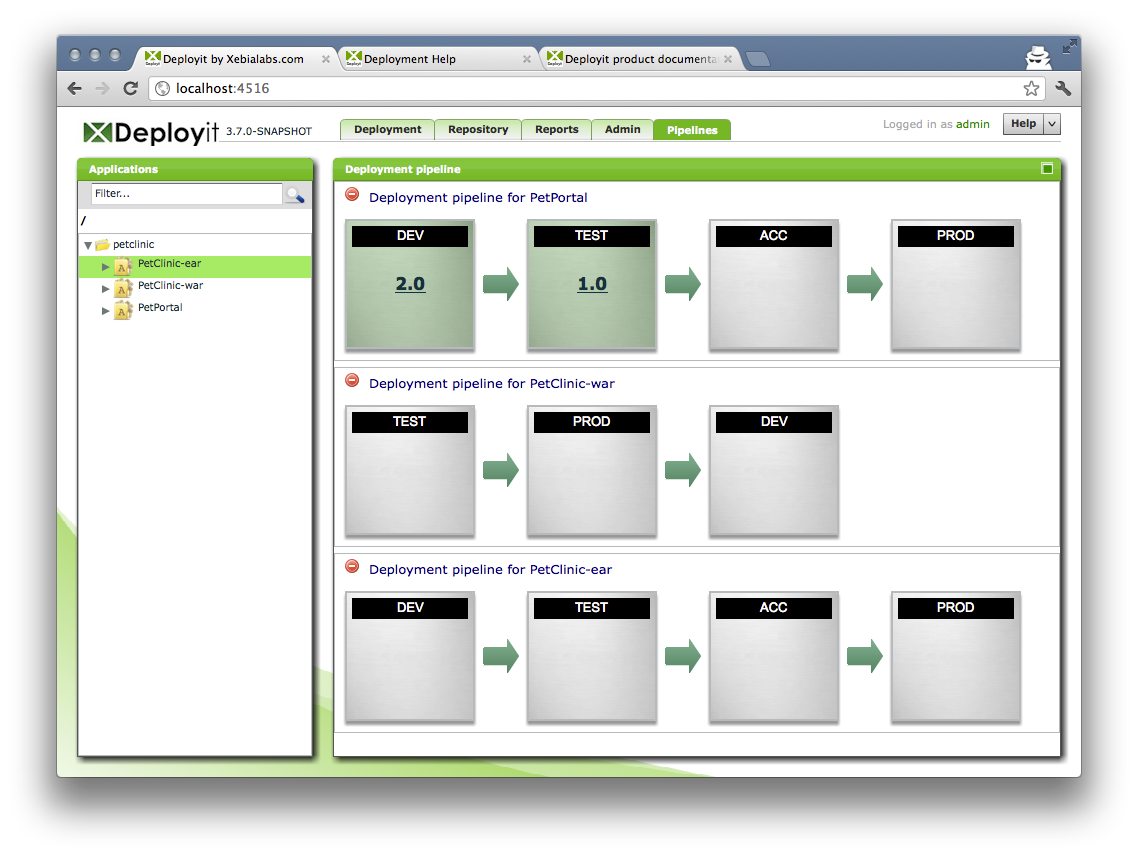 Deployit by Xebialabs.com
Deployment Help
Deployit product documenta
localhost:4516
Deployit 3.7.0-SNAPSHOT
Deployment
Repository
Reports
Admin
Pipelines
Logged in as admin
Help
Applications
Filter...
/
petclinic
PetClinic-ear
PetClinic-war
PetPortal
Deployment pipeline
Deployment pipeline for PetPortal
DEV
TEST
ACC
PROD
2.0
1.0
Deployment pipeline for PetClinic-war
TEST
PROD
DEV
Deployment pipeline for PetClinic-ear
DEV
TEST
ACC
PROD